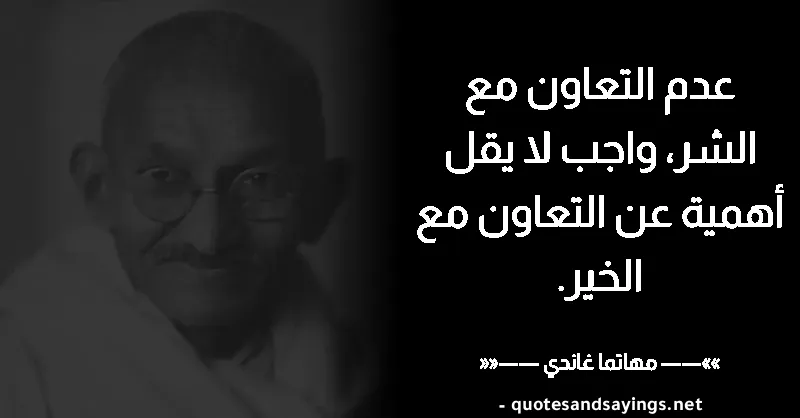 عدم التعاون مع
الشر، واجب لا يقل
أهمية عن التعاون مع
الخير.
»»—— مهاتما غاندي ——««
- quotesandsayings.net